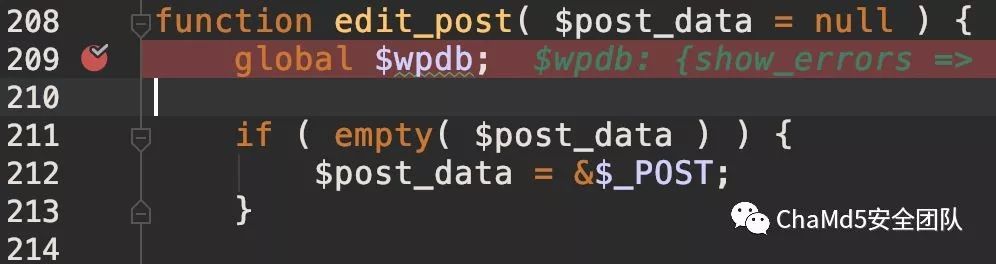 208 function edit_post( $post_data = null ) {
209 global $wpdb; $wpdb: {show_errors =>
210
211 if ( empty( $post_data ) ) {
212 $post_data = &$_POST;
213 }
214
ChaMd5安全团队